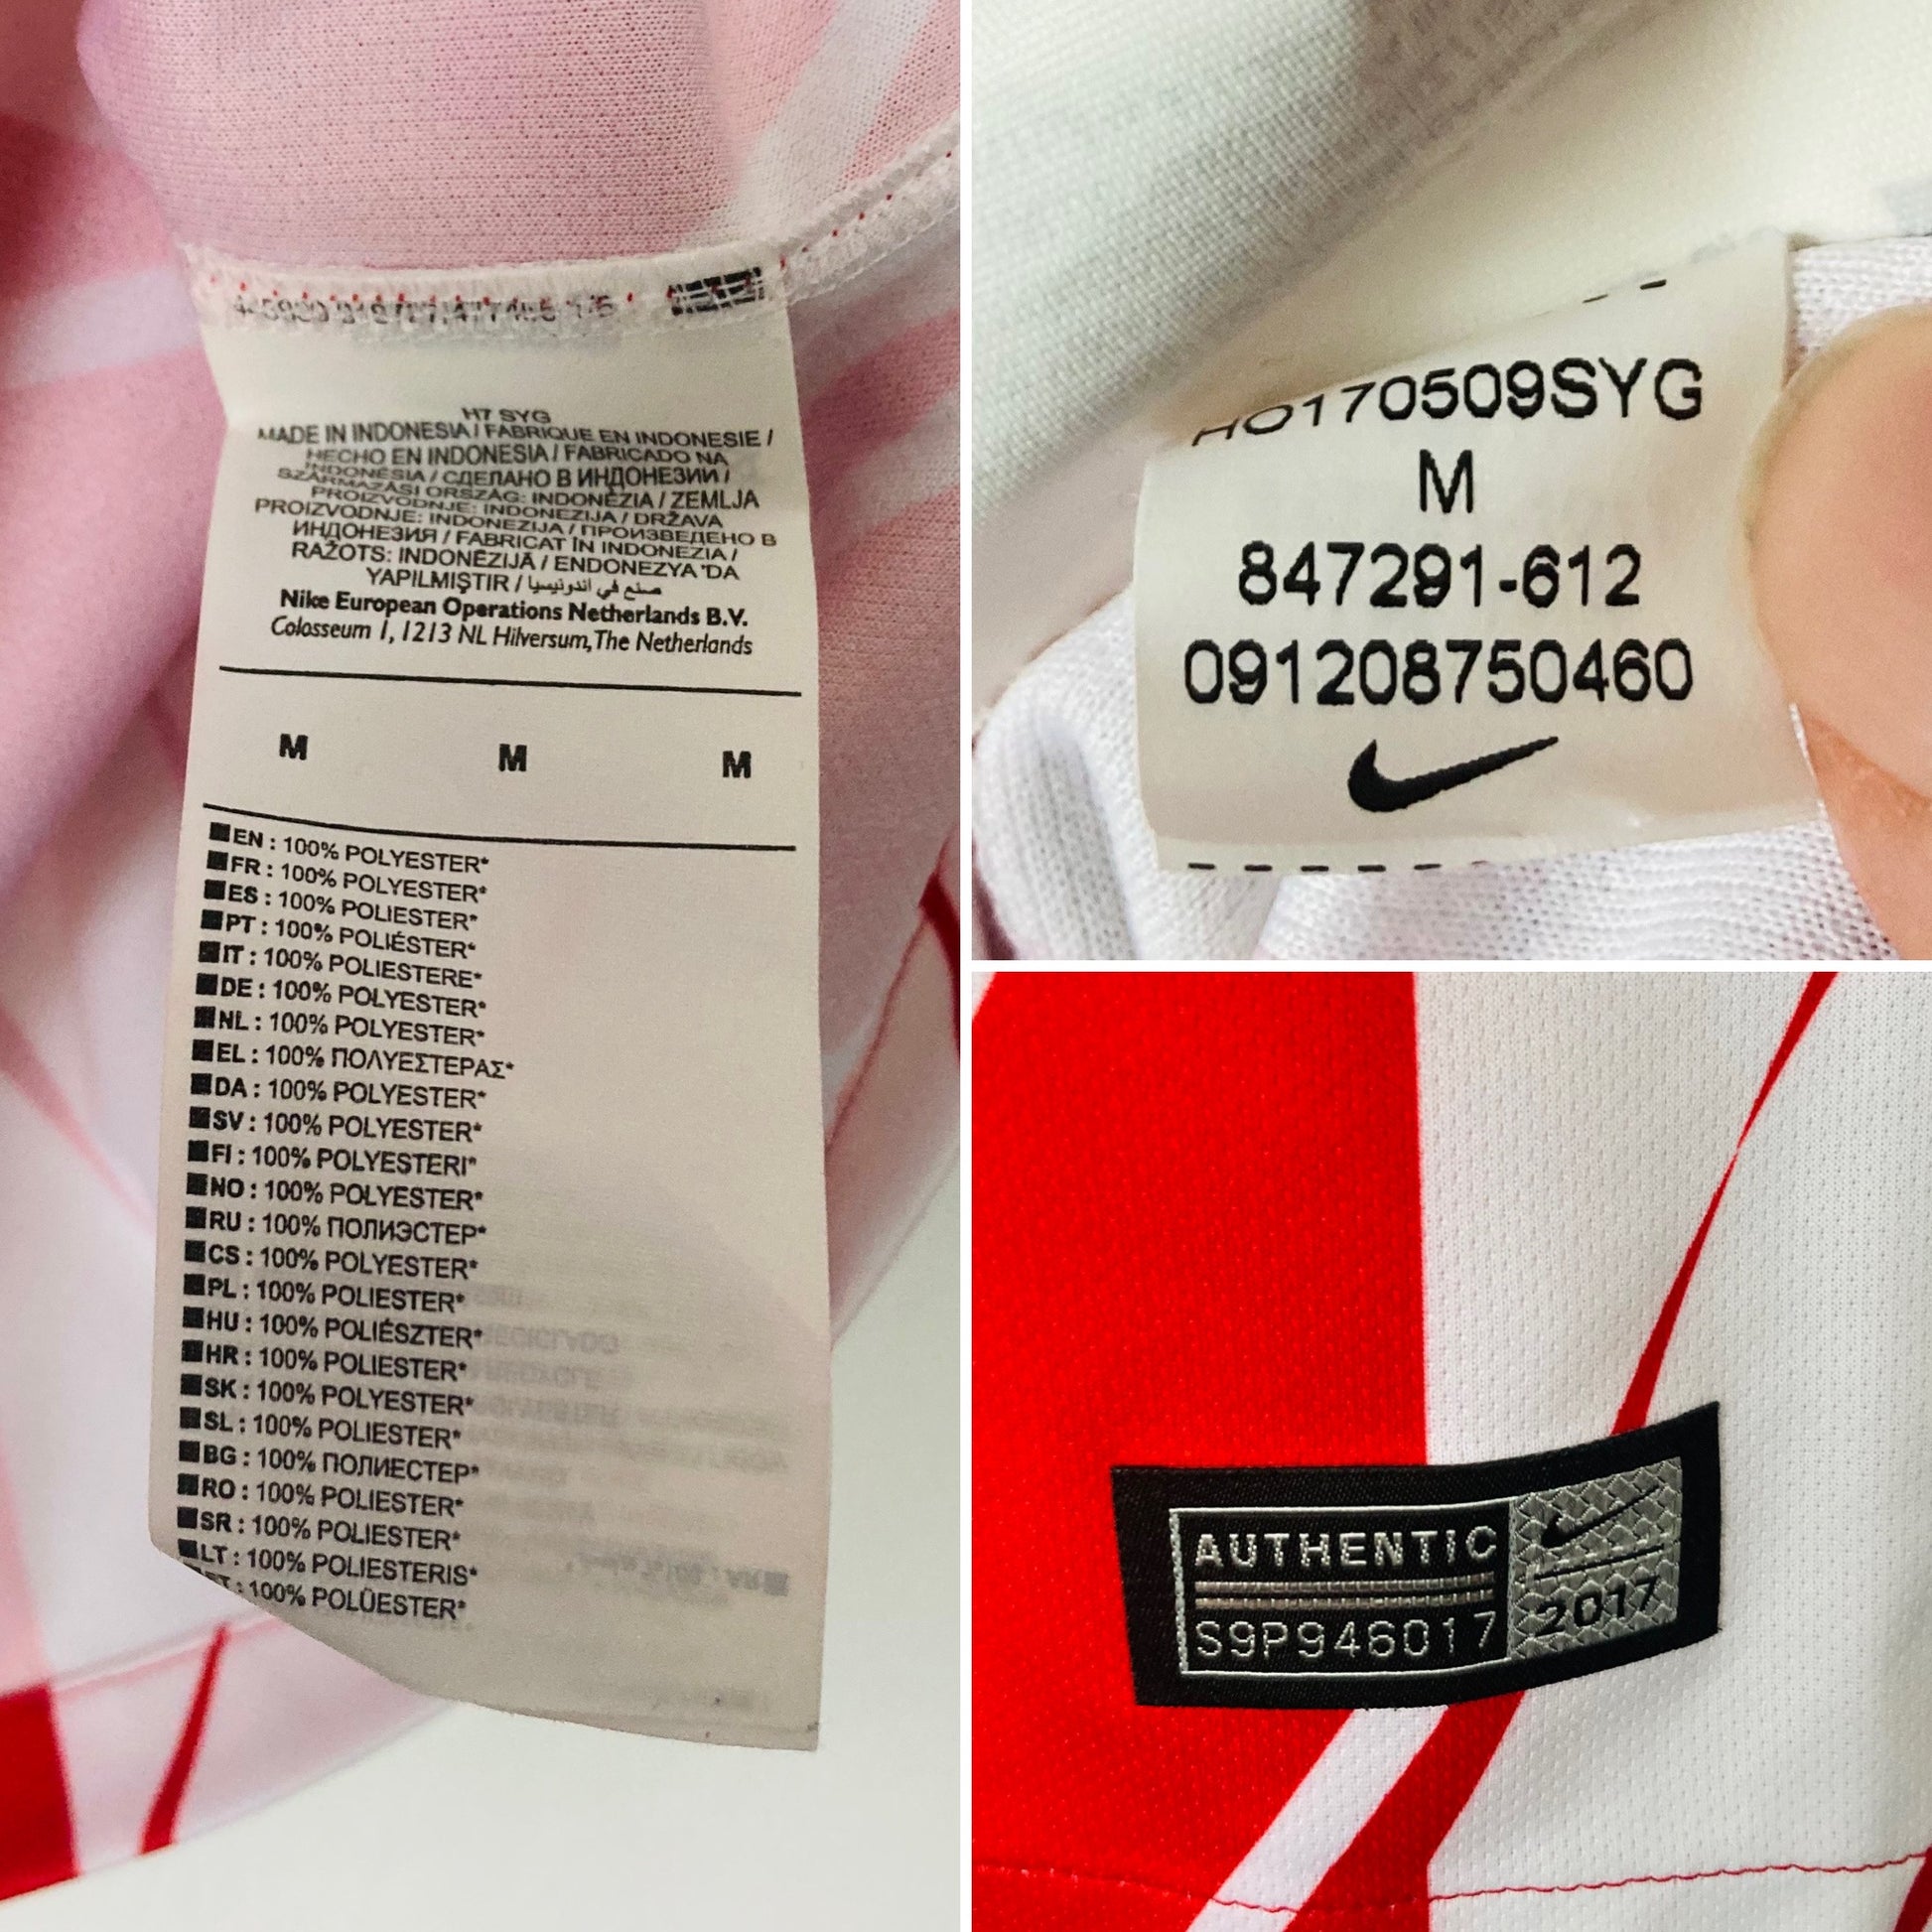 H7 SYG
MADE IN INDONESIA / FABRIQUE EN INDONESIE /
HECHO EN INDONESIA / FABRICADO NA
INDONÉSIA / СДЕЛАНО В ИНДОНЕЗИИ /
SZÁRMAZÁSI ORSZÁG: INDONÉZIA / ZEMLJA
PROIZVODNJE: INDONEZIJA / DRŽAVA
PROIZVODNJE: INDONEZIJA / ПРОИЗВЕДЕНО В
ИНДОНЕЗИЯ / FABRICAT ÎN INDONEZIA /
RAŽOTS: INDONĒZIJĀ / ENDONEZYA 'DA
YAPILMIŞTIR / صنع في اندونيسيا
Nike European Operations Netherlands B.V.
Colosseum 1, 1213 NL Hilversum, The Netherlands
M M M
EN : 100% POLYESTER*
FR : 100% POLYESTER*
ES : 100% POLIESTER*
PT : 100% POLIÉSTER*
IT : 100% POLIESTERE*
DE : 100% POLYESTER*
NL : 100% POLYESTER*
EL : 100% ΠΟΛΥΕΣΤΕΡΑΣ*
DA : 100% POLYESTER*
SV : 100% POLYESTER*
FI : 100% POLYESTERI*
NO : 100% POLYESTER*
RU : 100% ПОЛИЭСТЕР*
CS : 100% POLYESTER*
PL : 100% POLIESTER*
HU : 100% POLIÉSZTER*
HR : 100% POLIESTER*
SK : 100% POLYESTER*
SL : 100% POLIESTER*
BG : 100% ПОЛИЕСТЕР*
RO : 100% POLIESTER*
SR : 100% POLIESTER*
LT : 100% POLIESTERIS*
ET : 100% POLÜESTER*
HO170509SYG
M
847291-612
091208750460
AUTHENTIC
S9P946017
2017